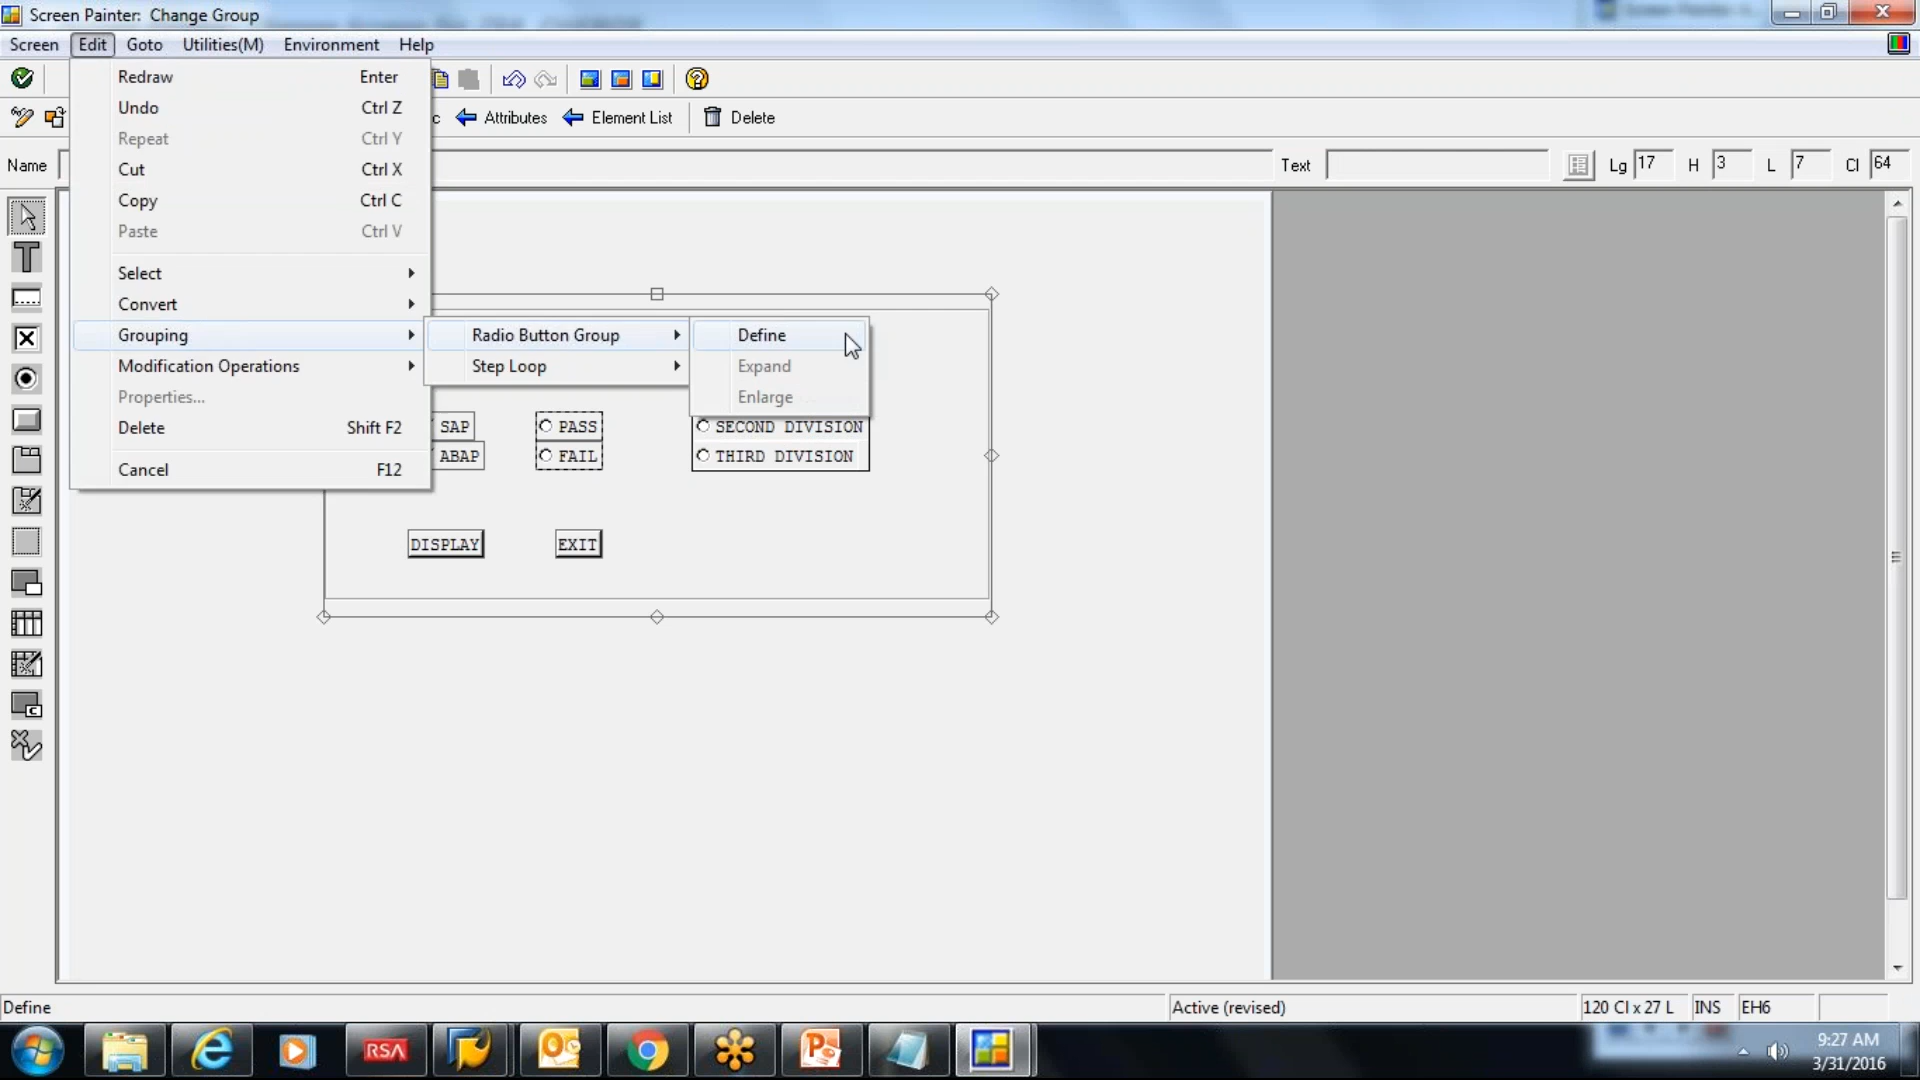 Screen Painter: Change Group
Screen Edit Goto Utilities(M) Environment Help
Redraw Enter
Undo Ctrl Z
Repeat Ctrl Y
Cut Ctrl X
Copy Ctrl C
Paste Ctrl V
Select
Convert
Grouping
Modification Operations
Properties...
Delete Shift F2
Cancel F12
c Attributes Element List Delete
Name Text Lg 17 H 3 L 7 Cl 64
Radio Button Group
Step Loop
Define
Expand
Enlarge
SAP PASS SECOND DIVISION
ABAP FAIL THIRD DIVISION
DISPLAY EXIT
Define Active (revised) 120 Cl x 27 L INS EH6
RSA
9:27 AM
3/31/2016